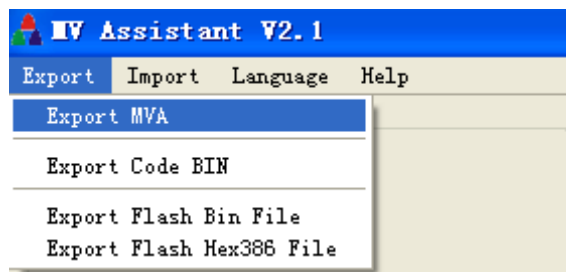 MV Assistant V2.1
Export Import Language Help
Export MVA
Export Code BIN
Export Flash Bin File
Export Flash Hex386 File